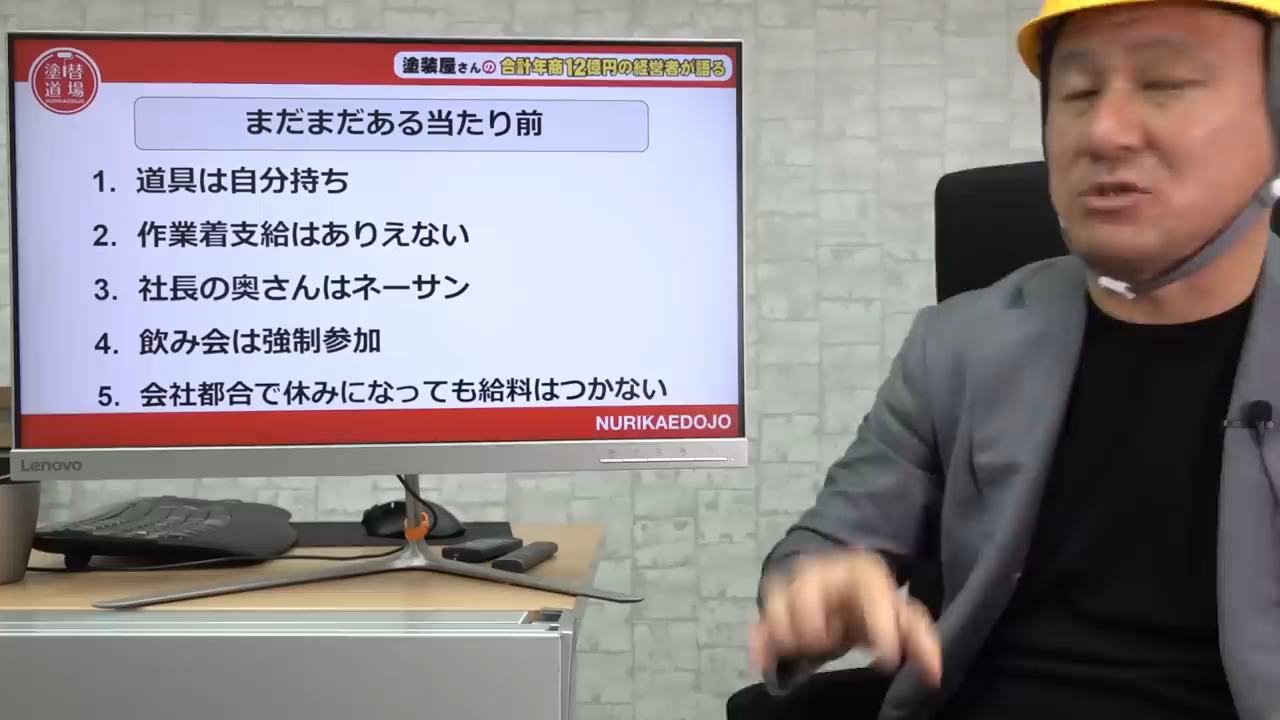 塗替道場
NURIKAEDOJO
塗装屋さんの 合計年商12億円の経営者が語る
まだまだある当たり前
1. 道具は自分持ち
2. 作業着支給はありえない
3. 社長の奥さんはネーサン
4. 飲み会は強制参加
5. 会社都合で休みになっても給料はつかない
NURIKAEDOJO
Lenovo